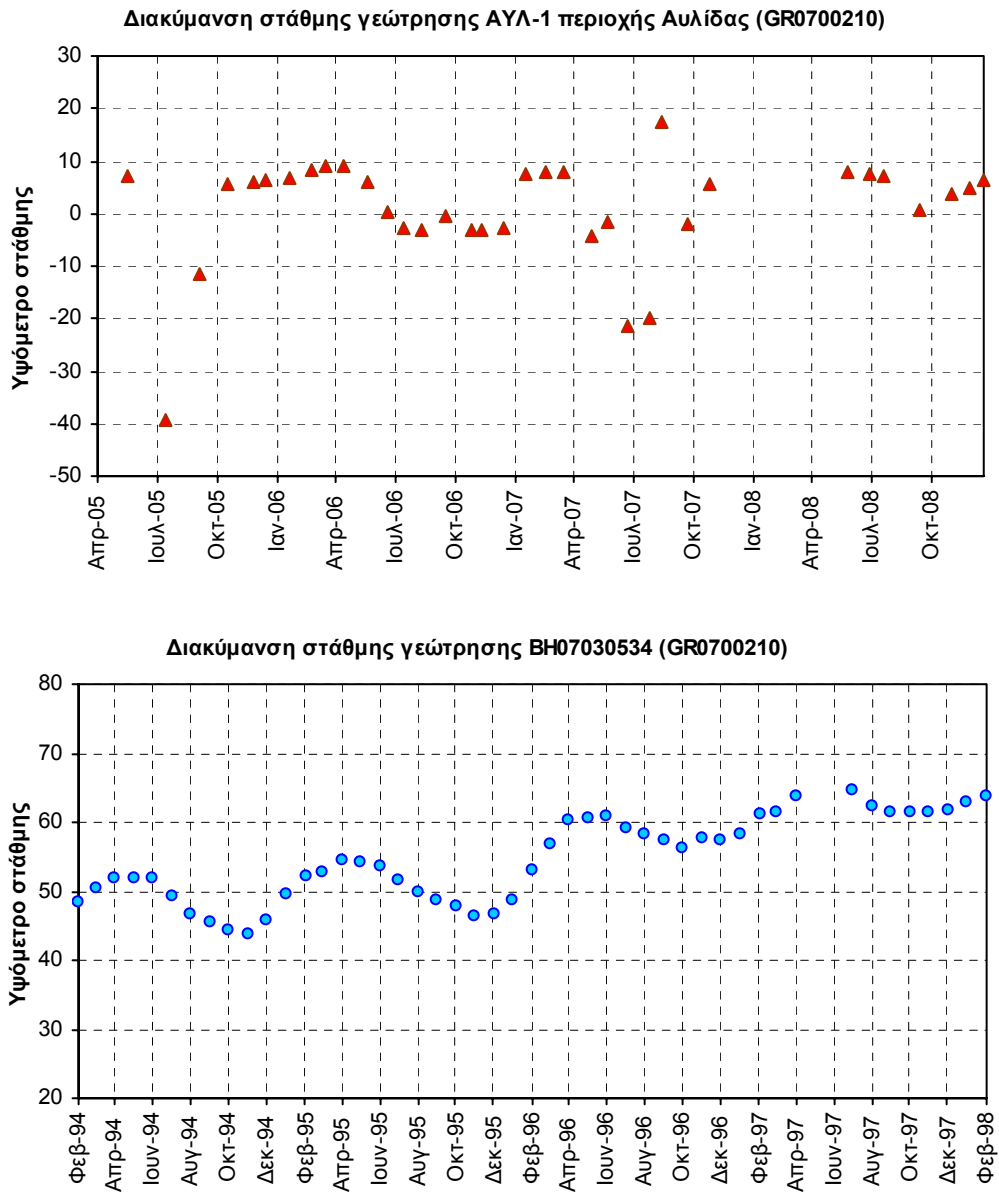 Διακύμανση στάθμης γεώτρησης ΑΥΛ-1 περιοχής Αυλίδας (GR0700210)
Υψόμετρο στάθμης
30
20
10
0
-10
-20
-30
-40
-50
Απρ-05
Ιουλ-05
Οκτ-05
Ιαν-06
Απρ-06
Ιουλ-06
Οκτ-06
Ιαν-07
Απρ-07
Ιουλ-07
Οκτ-07
Ιαν-08
Απρ-08
Ιουλ-08
Οκτ-08
Διακύμανση στάθμης γεώτρησης BH07030534 (GR0700210)
Υψόμετρο στάθμης
80
70
60
50
40
30
20
Φεβ-94
Απρ-94
Ιουν-94
Αυγ-94
Οκτ-94
Δεκ-94
Φεβ-95
Απρ-95
Ιουν-95
Αυγ-95
Οκτ-95
Δεκ-95
Φεβ-96
Απρ-96
Ιουν-96
Αυγ-96
Οκτ-96
Δεκ-96
Φεβ-97
Απρ-97
Ιουν-97
Αυγ-97
Οκτ-97
Δεκ-97
Φεβ-98